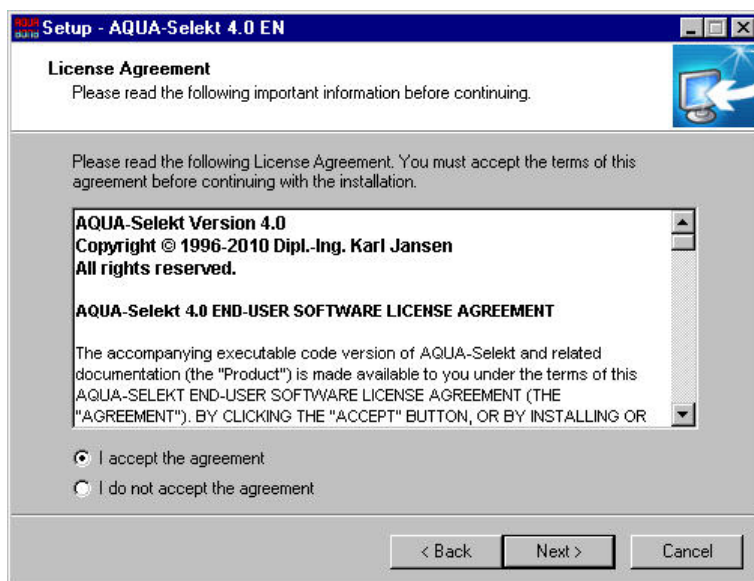 Setup - AQUA-Selekt 4.0 EN
License Agreement
Please read the following important information before continuing.
Please read the following License Agreement. You must accept the terms of this
agreement before continuing with the installation.
AQUA-Selekt Version 4.0
Copyright © 1996-2010 Dipl.-Ing. Karl Jansen
All rights reserved.
AQUA-Selekt 4.0 END-USER SOFTWARE LICENSE AGREEMENT
The accompanying executable code version of AQUA-Selekt and related
documentation (the "Product") is made available to you under the terms of this
AQUA-SELEKT END-USER SOFTWARE LICENSE AGREEMENT (THE
"AGREEMENT"). BY CLICKING THE "ACCEPT" BUTTON, OR BY INSTALLING OR
I accept the agreement
I do not accept the agreement
< Back Next > Cancel